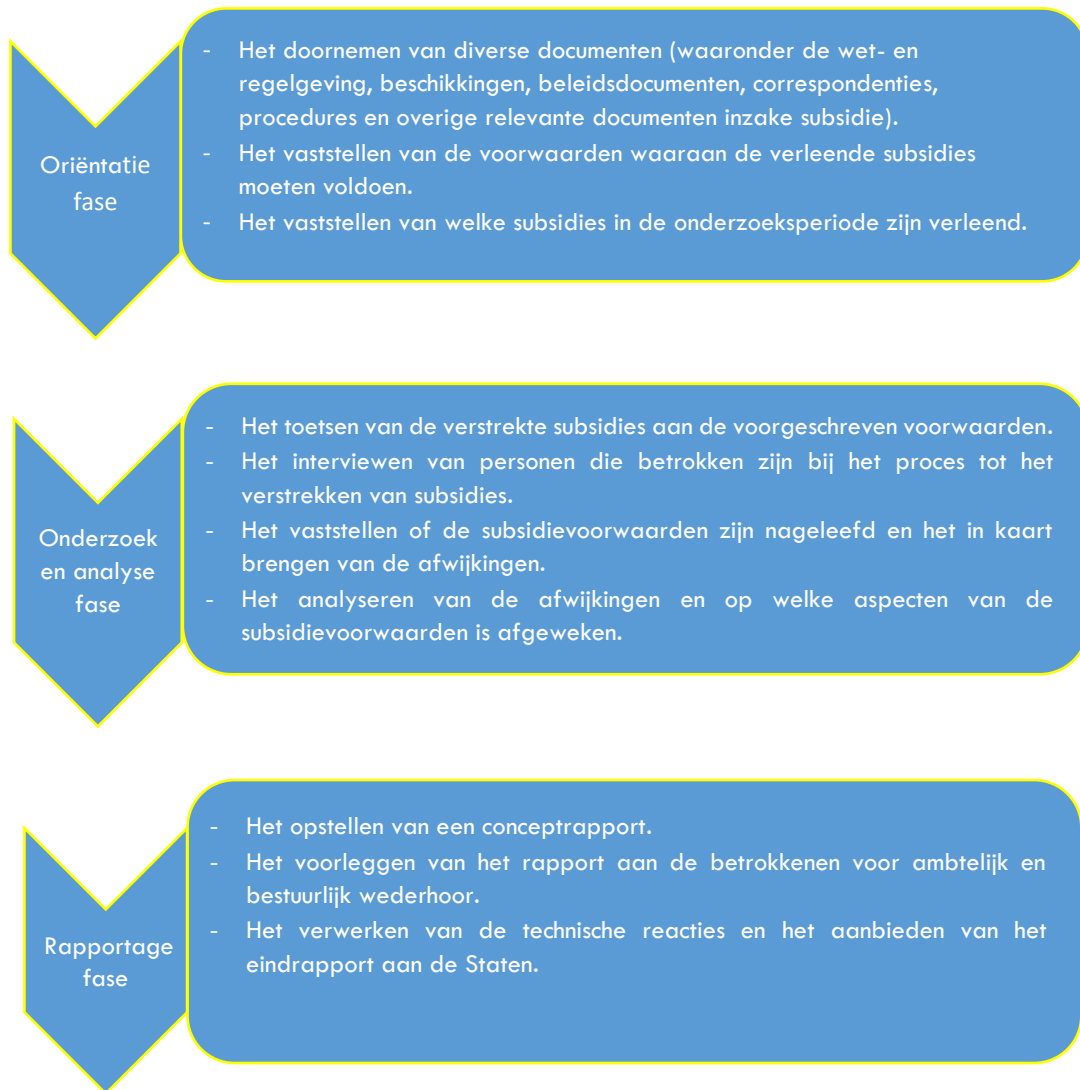 Oriëntatie
fase
- Het doornemen van diverse documenten (waaronder de wet- en
regelgeving, beschikkingen, beleidsdocumenten, correspondenties,
procedures en overige relevante documenten inzake subsidie).
- Het vaststellen van de voorwaarden waaraan de verleende subsidies
moeten voldoen.
- Het vaststellen van welke subsidies in de onderzoeksperiode zijn verleend.
Onderzoek
en analyse
fase
- Het toetsen van de verstrekte subsidies aan de voorgeschreven voorwaarden.
- Het interviewen van personen die betrokken zijn bij het proces tot het
verstrekken van subsidies.
- Het vaststellen of de subsidievoorwaarden zijn nageleefd en het in kaart
brengen van de afwijkingen.
- Het analyseren van de afwijkingen en op welke aspecten van de
subsidievoorwaarden is afgeweken.
Rapportage
fase
- Het opstellen van een conceptrapport.
- Het voorleggen van het rapport aan de betrokkenen voor ambtelijk en
bestuurlijk wederhoor.
- Het verwerken van de technische reacties en het aanbieden van het
eindrapport aan de Staten.